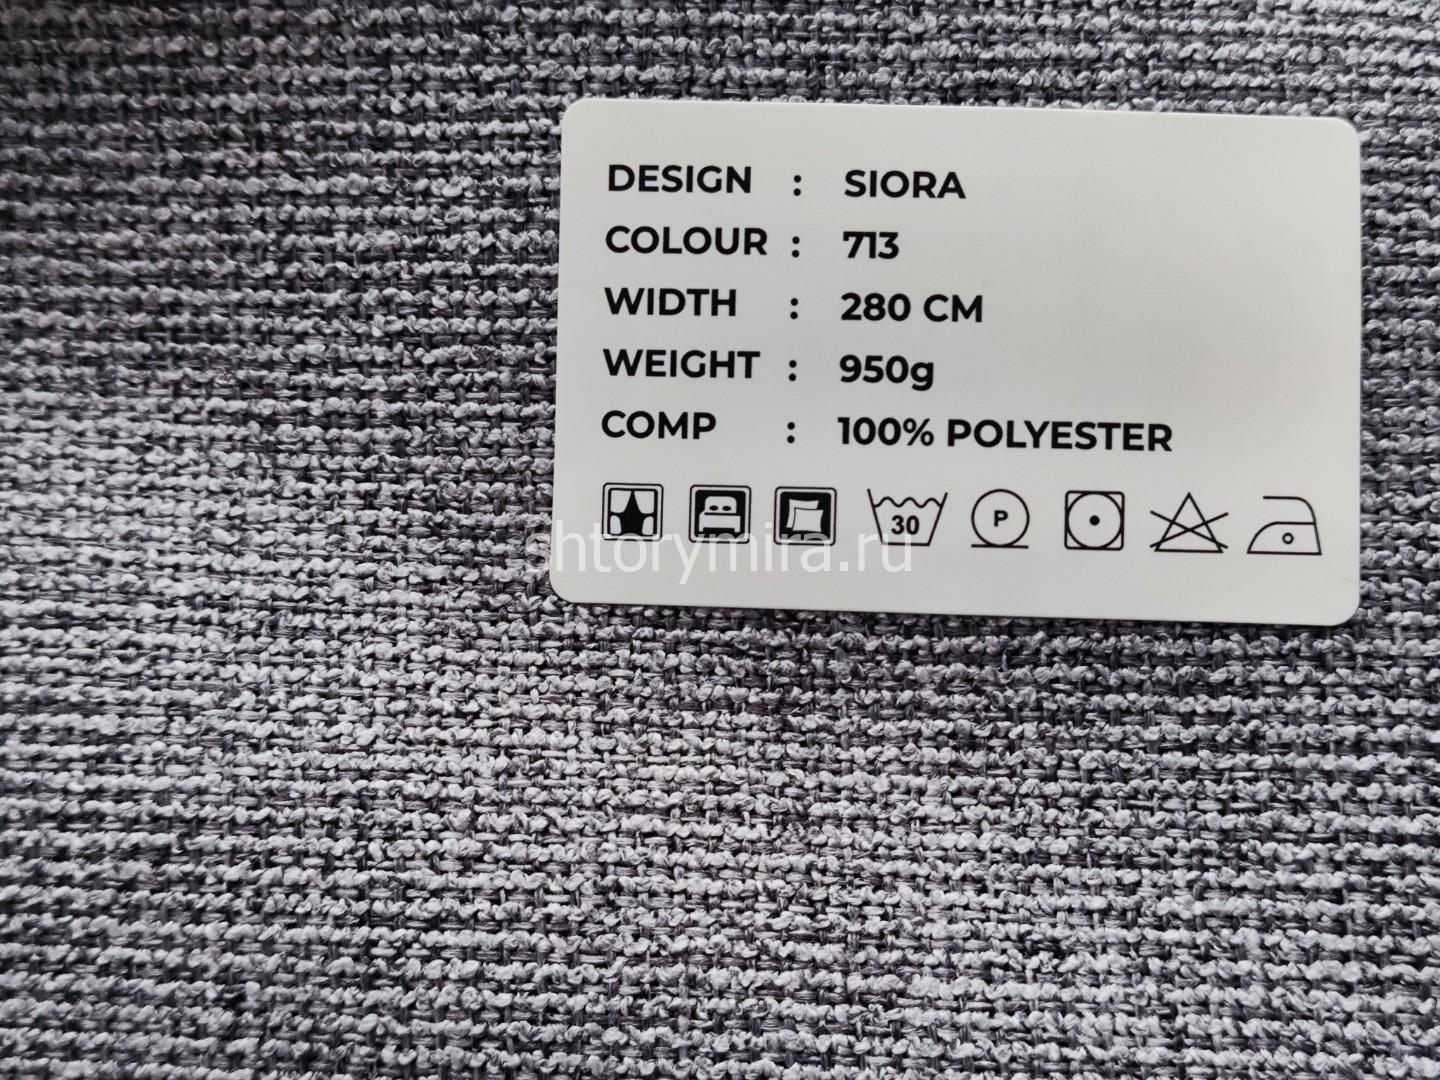 DESIGN : SIORA
COLOUR : 713
WIDTH : 280 CM
WEIGHT : 950g
COMP : 100% POLYESTER
30 P
shtorymira.ru